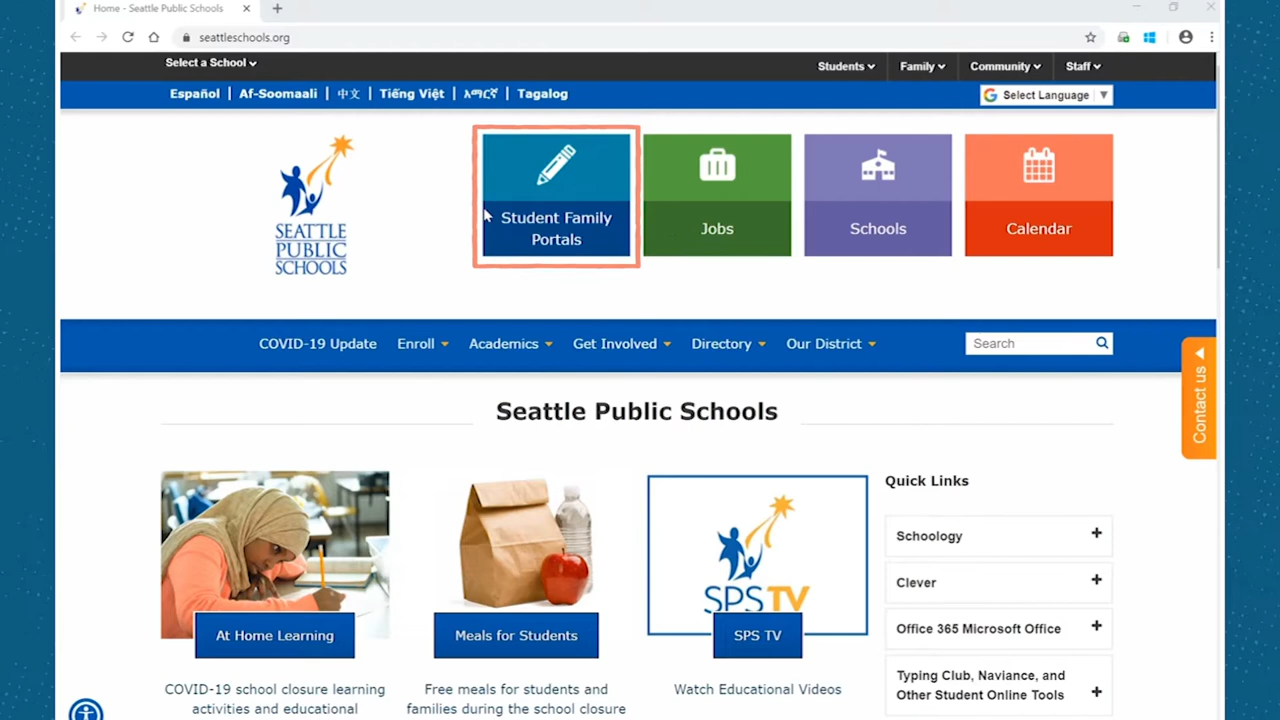 Home - Seattle Public Schools
seattleschools.org
Select a School
Students
Family
Community
Staff
Español | Af-Soomaali | 中文 | Tiếng Việt | አማርኛ | Tagalog
Select Language
SEATTLE
PUBLIC
SCHOOLS
Student Family
Portals
Jobs
Schools
Calendar
COVID-19 Update
Enroll
Academics
Get Involved
Directory
Our District
Search
Contact us
Seattle Public Schools
At Home Learning
COVID-19 school closure learning
activities and educational
Meals for Students
Free meals for students and
families during the school closure
SPS TV
SPS TV
Watch Educational Videos
Quick Links
Schoology
Clever
Office 365 Microsoft Office
Typing Club, Naviance, and
Other Student Online Tools